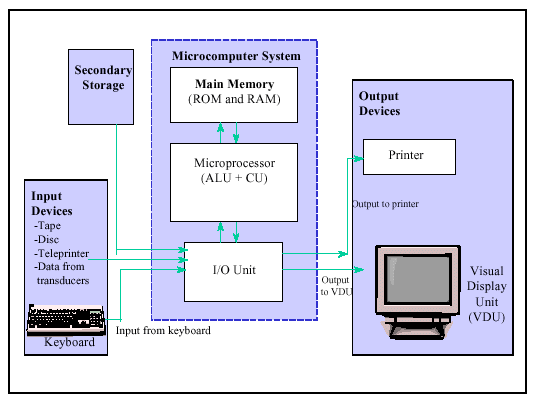 Secondary
Storage
Microcomputer System
Main Memory
(ROM and RAM)
Microprocessor
(ALU + CU)
I/O Unit
Input
Devices
-Tape
-Disc
-Teleprinter
-Data from
transducers
Keyboard
Input from keyboard
Output
Devices
Printer
Output to printer
Output
to VDU
Visual
Display
Unit
(VDU)